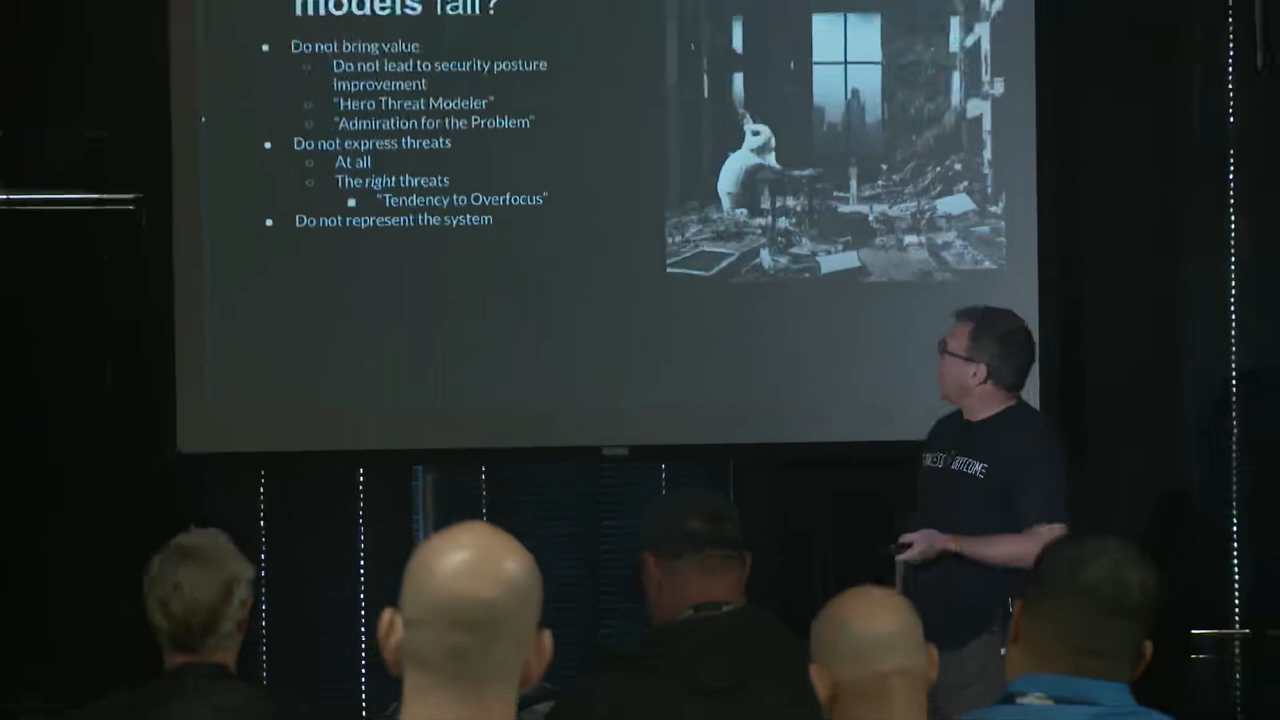 models fail?
Do not bring value
Do not lead to security posture
improvement
"Hero Threat Modeler"
"Admiration for the Problem"
Do not express threats
At all
The right threats
"Tendency to Overfocus"
Do not represent the system
OUTCOME